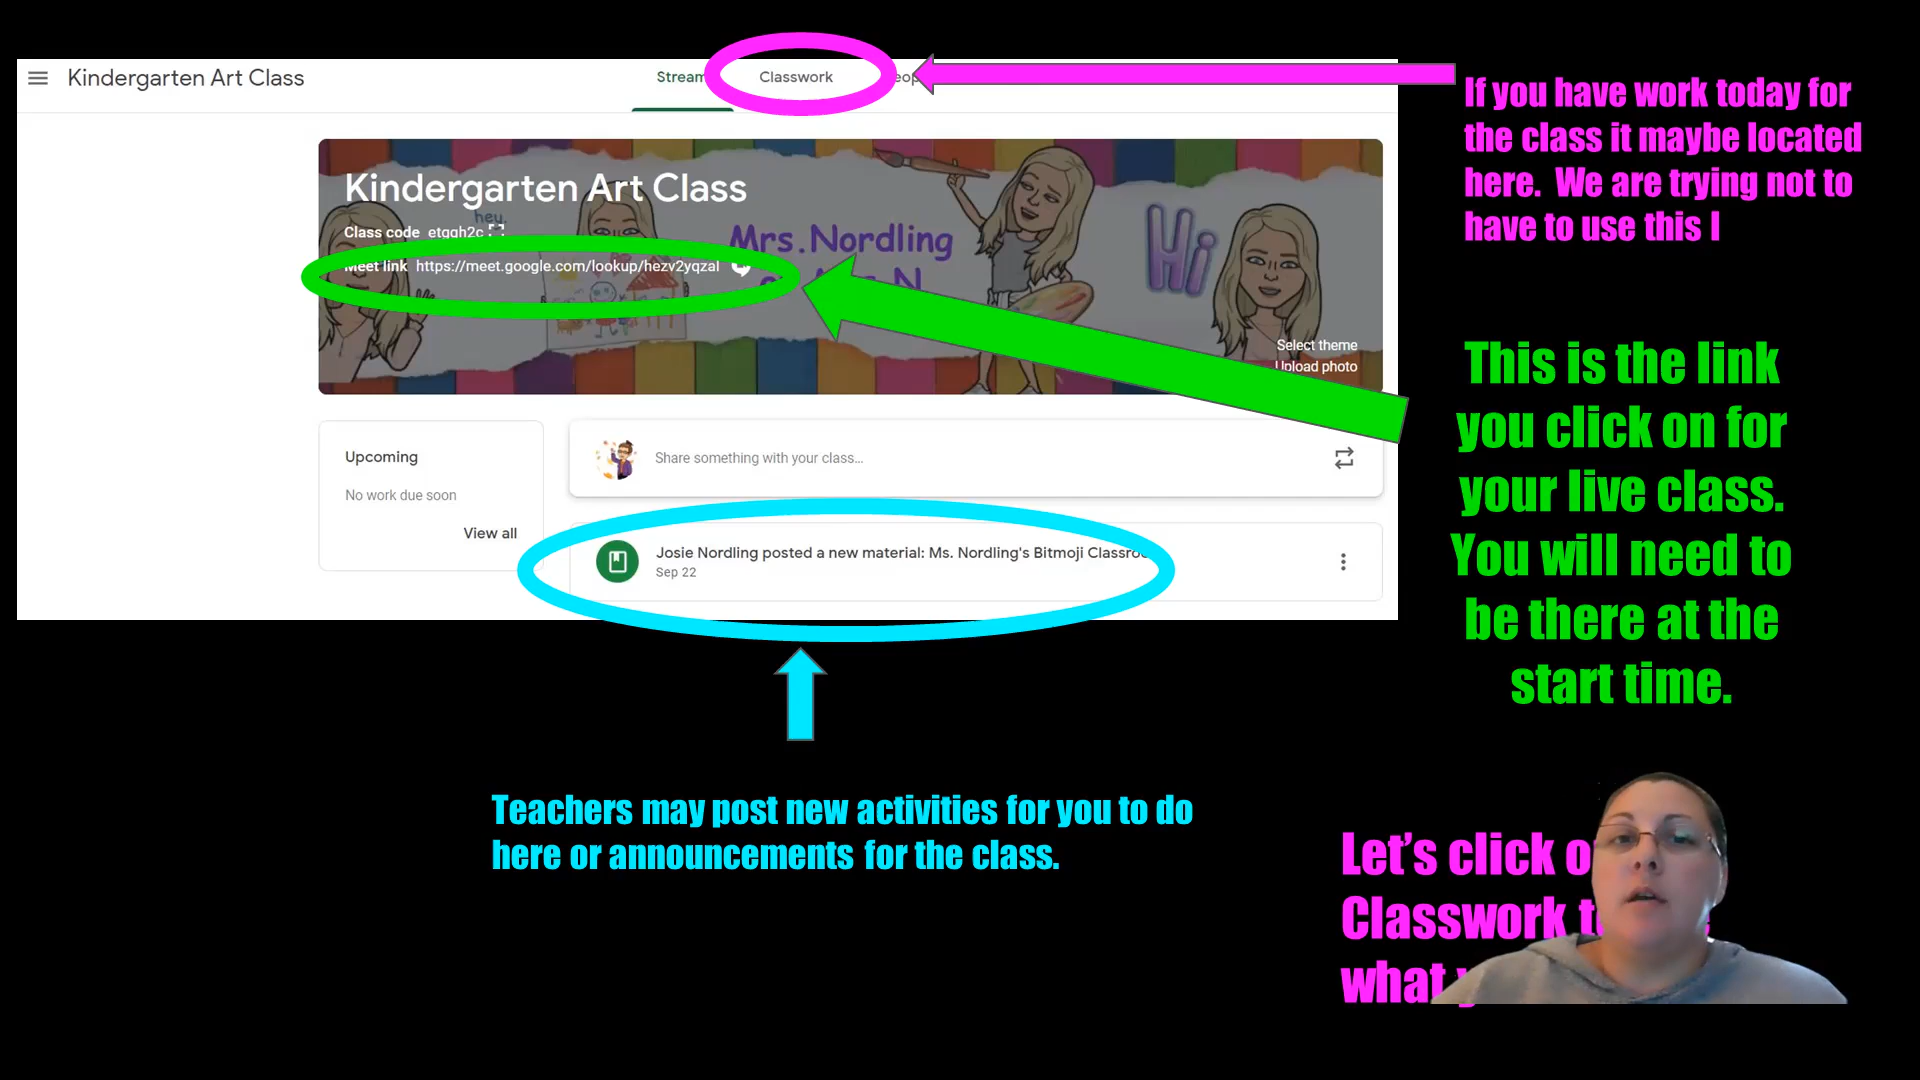 Kindergarten Art Class
Stream
Classwork
Kindergarten Art Class
hey.
Class code etgqh2c
Mrs. Nordling
Meet link https://meet.google.com/lookup/hezv2yqzal
Hi
Select theme
Upload photo
Upcoming
No work due soon
View all
Share something with your class...
Josie Nordling posted a new material: Ms. Nordling's Bitmoji
Sep 22
If you have work today for
the class it maybe located
here. We are trying not to
have to use this I
This is the link
you click on for
your live class.
You will need to
be there at the
start time.
Teachers may post new activities for you to do
here or announcements for the class.
Let's click
Classwork
what